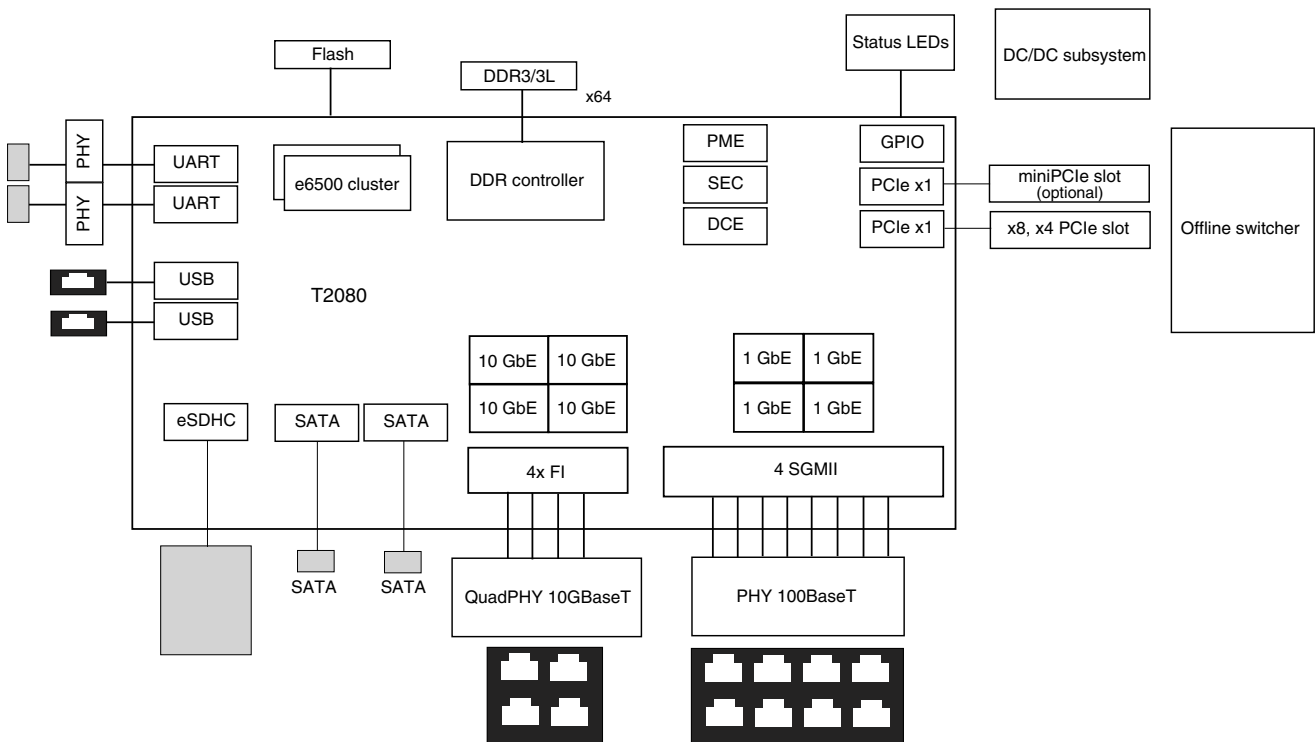 Flash
DDR3/3L
x64
Status LEDs
DC/DC subsystem
PHY
PHY
UART
UART
e6500 cluster
DDR controller
PME
SEC
DCE
GPIO
PCIe x1
PCIe x1
miniPCIe slot
(optional)
x8, x4 PCIe slot
Offline switcher
USB
USB
T2080
10 GbE 10 GbE
10 GbE 10 GbE
1 GbE 1 GbE
1 GbE 1 GbE
eSDHC
SATA
SATA
4x FI
4 SGMII
SATA
SATA
QuadPHY 10GBaseT
PHY 100BaseT